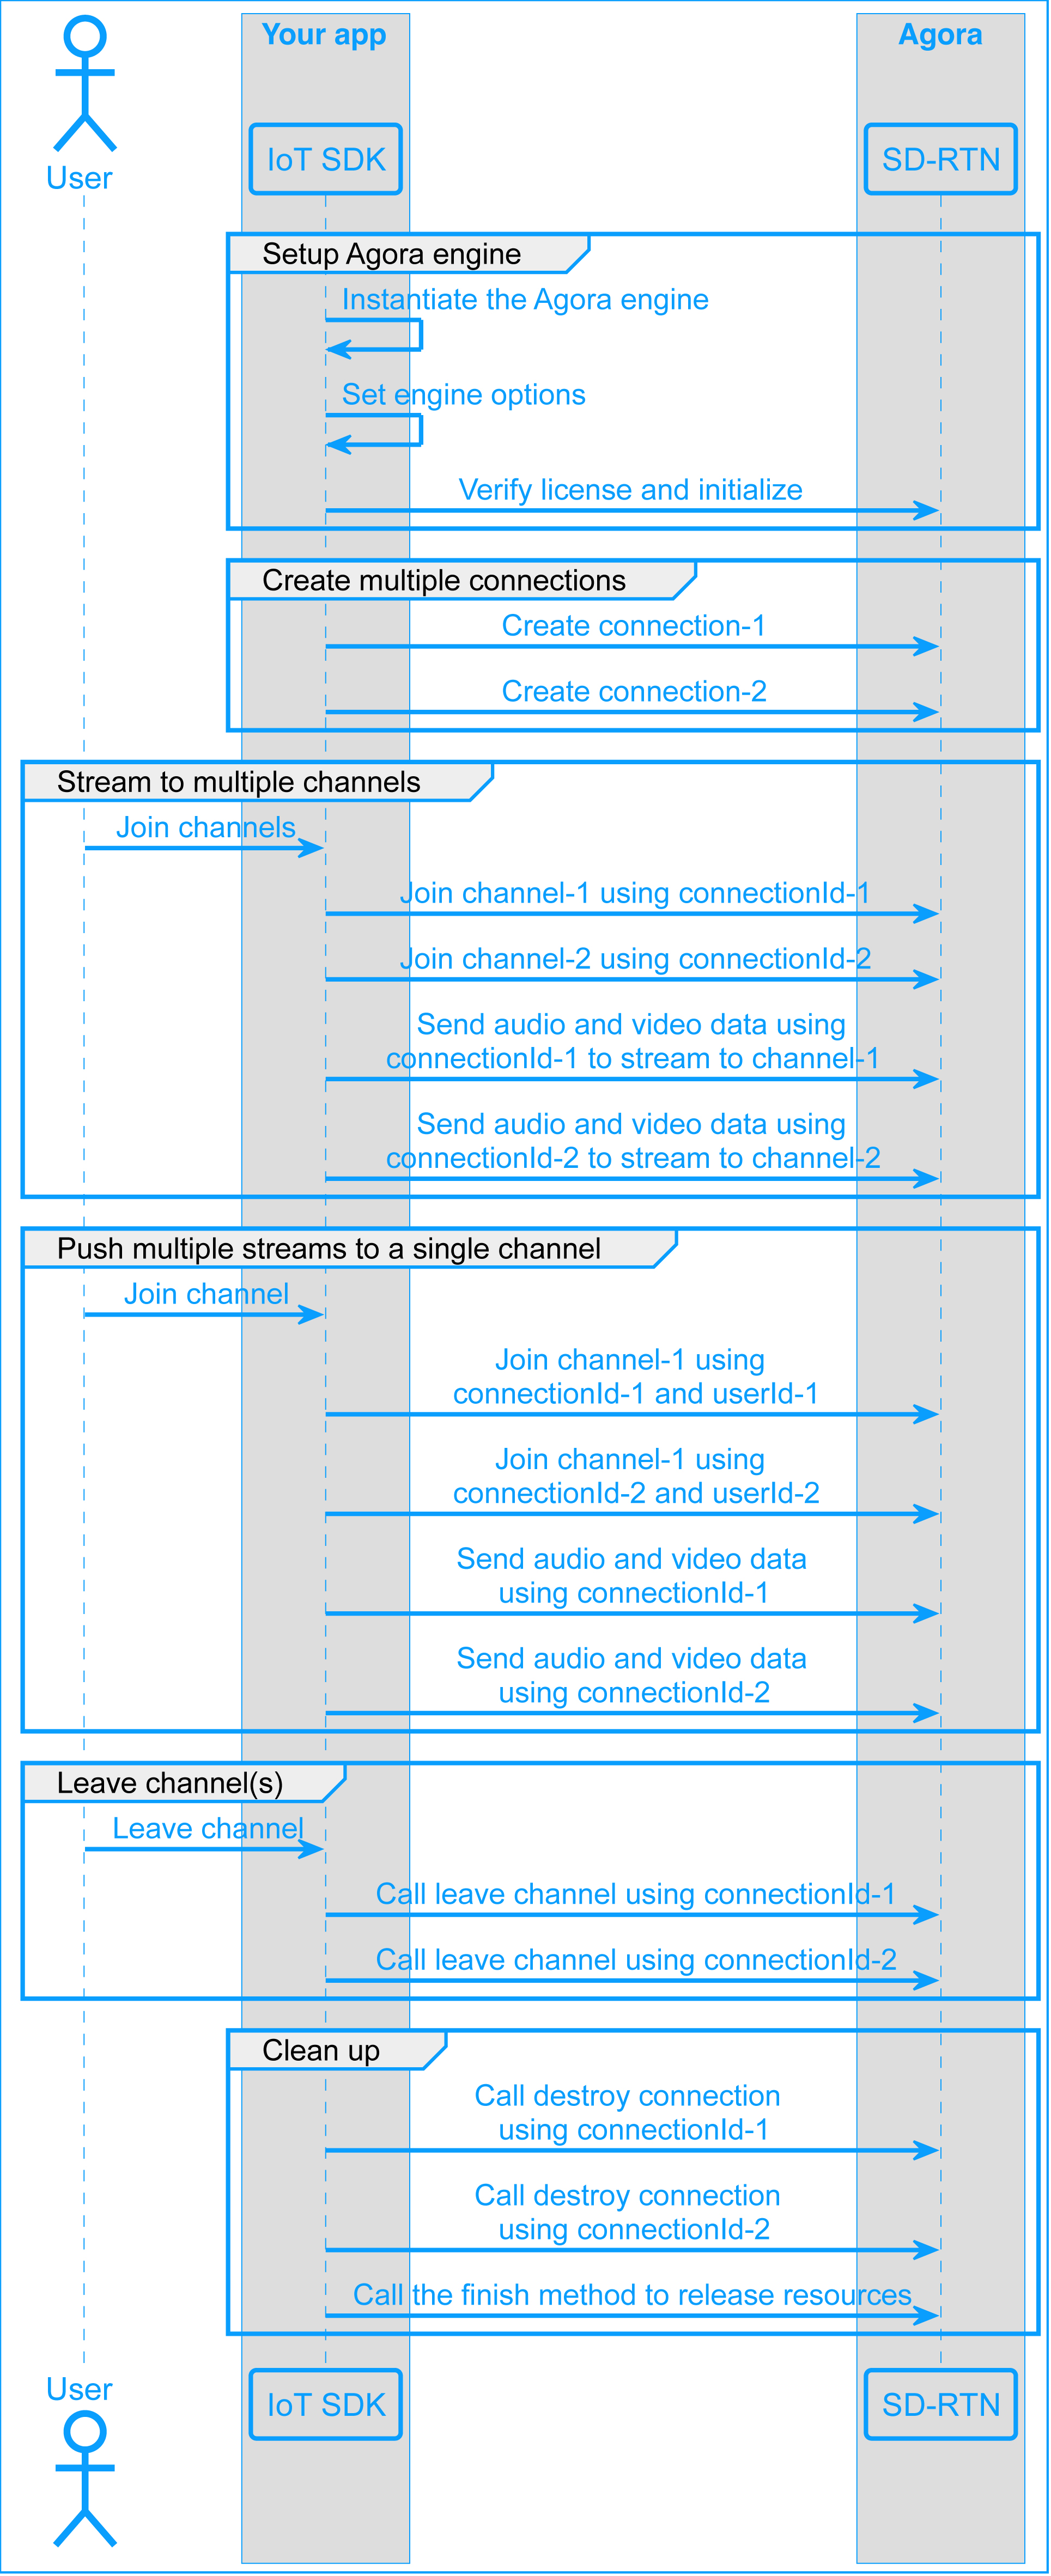 Your app
Agora
User
IoT SDK
SD-RTN
Setup Agora engine
Instantiate the Agora engine
Set engine options
Verify license and initialize
Create multiple connections
Create connection-1
Create connection-2
Stream to multiple channels
Join channels
Join channel-1 using connectionId-1
Join channel-2 using connectionId-2
Send audio and video data using
connectionId-1 to stream to channel-1
Send audio and video data using
connectionId-2 to stream to channel-2
Push multiple streams to a single channel
Join channel
Join channel-1 using
connectionId-1 and userId-1
Join channel-1 using
connectionId-2 and userId-2
Send audio and video data
using connectionId-1
Send audio and video data
using connectionId-2
Leave channel(s)
Leave channel
Call leave channel using connectionId-1
Call leave channel using connectionId-2
Clean up
Call destroy connection
using connectionId-1
Call destroy connection
using connectionId-2
Call the finish method to release resources
User
IoT SDK
SD-RTN